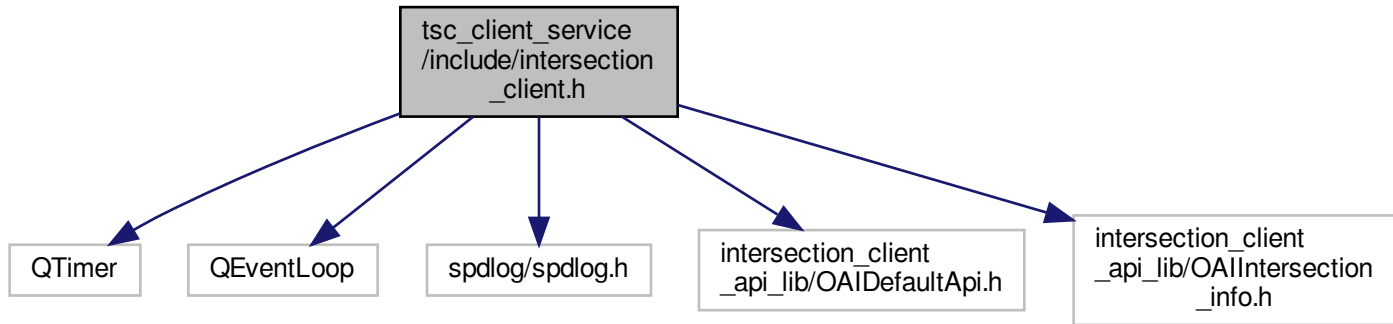 tsc_client_service
/include/intersection
_client.h
QTimer
QEventLoop
spdlog/spdlog.h
intersection_client
_api_lib/OAIDefaultApi.h
intersection_client
_api_lib/OAIIntersection
_info.h